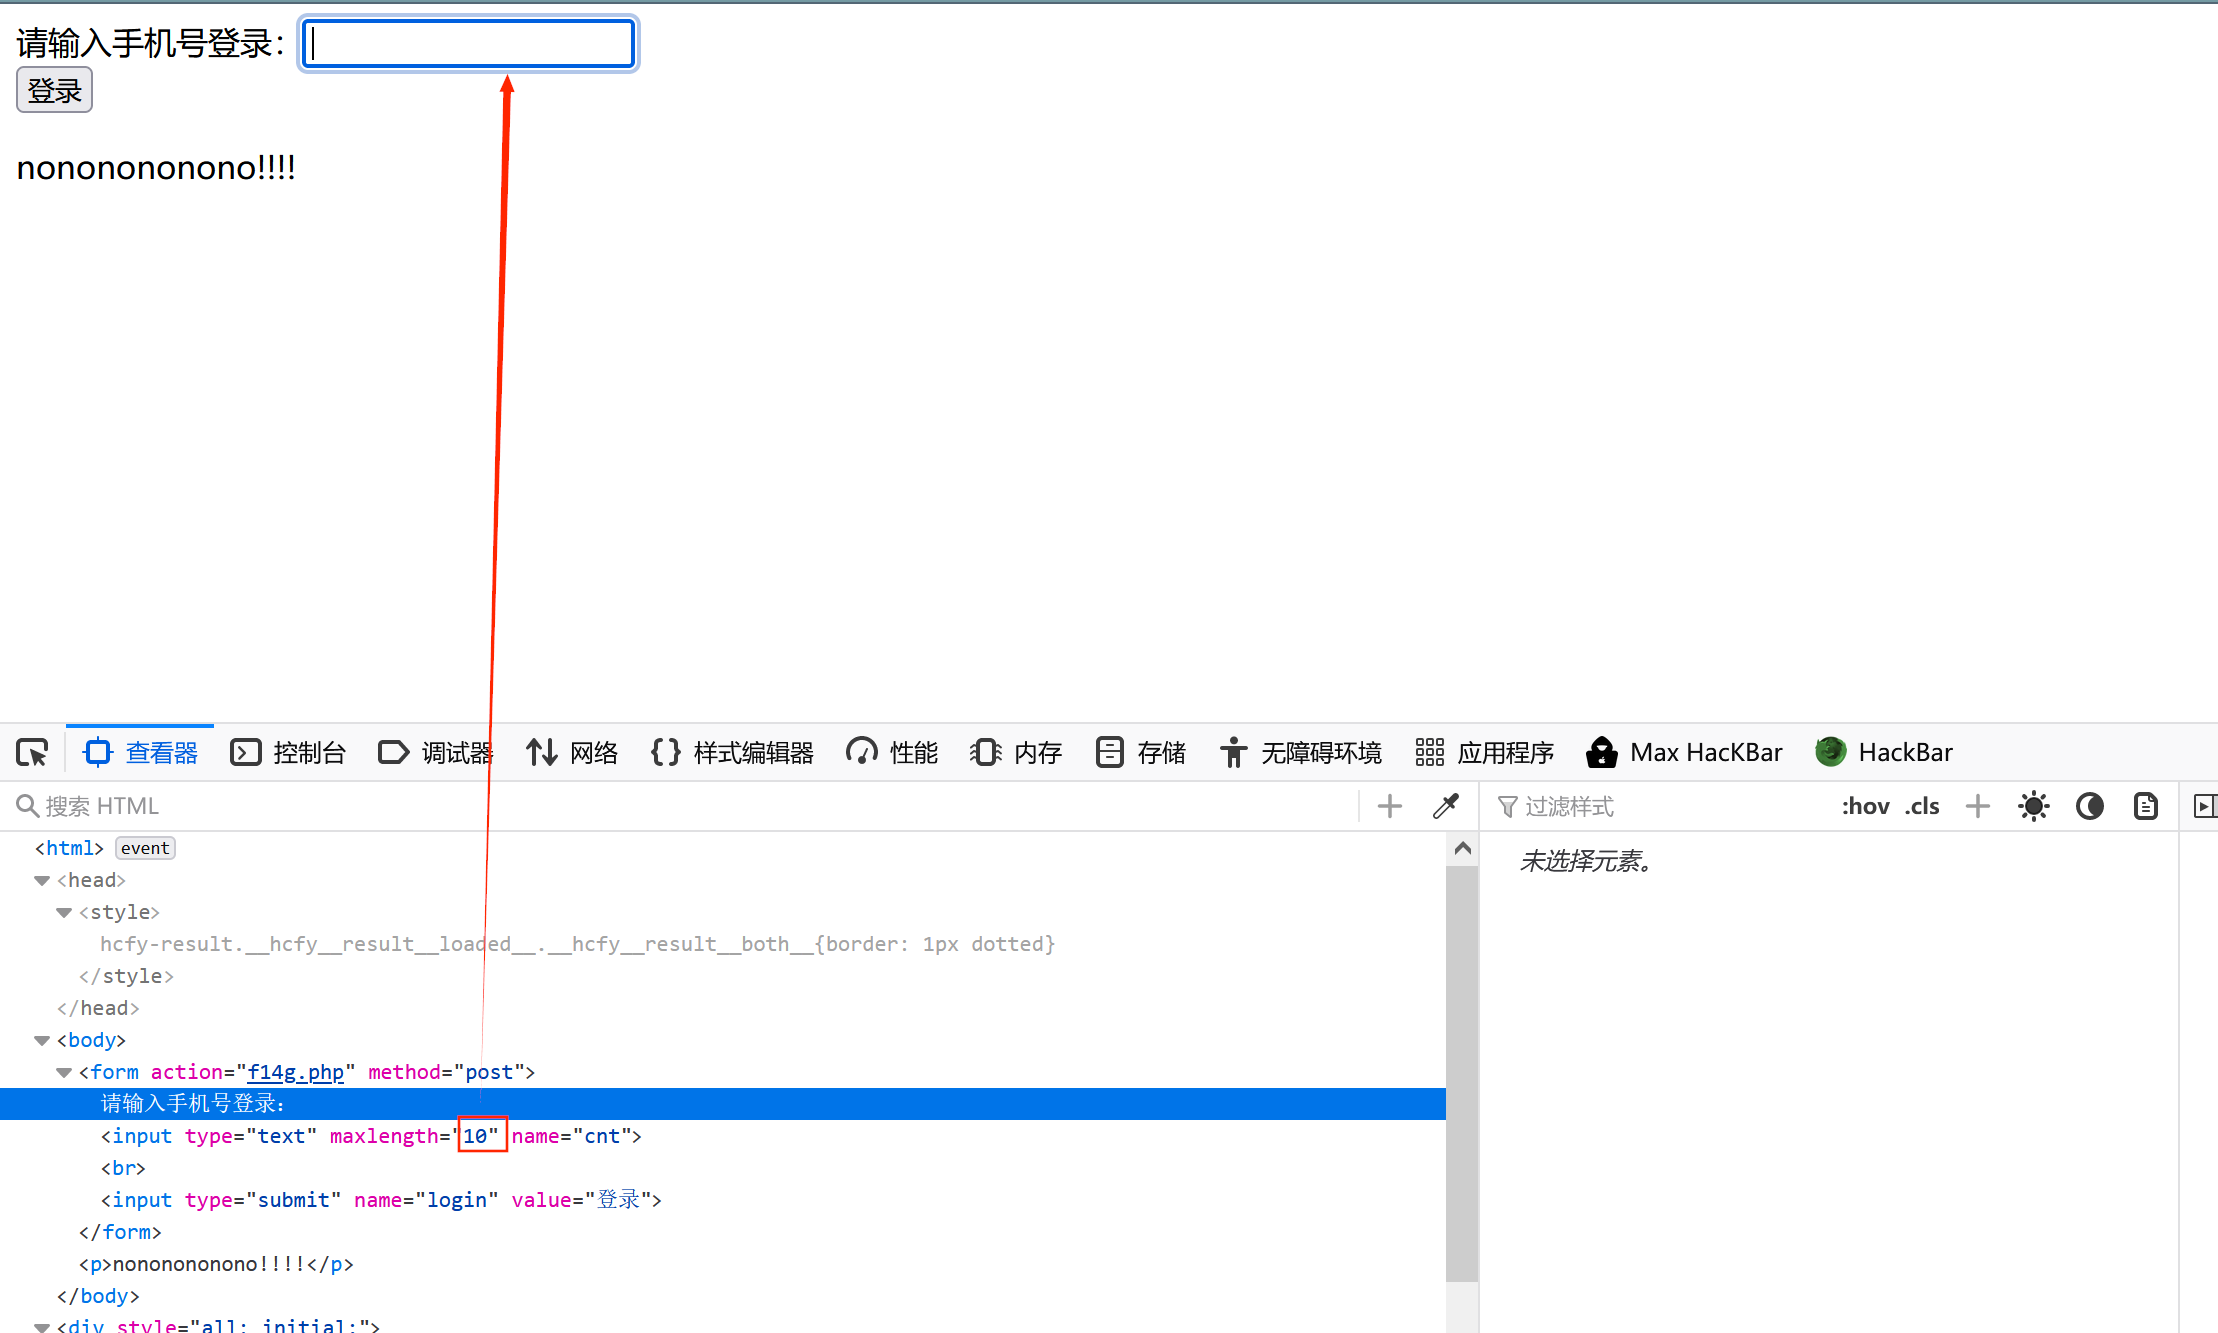 请输入手机号登录：
登录
nonononono!!!!
查看器 控制台 调试器 网络 样式编辑器 性能 内存 存储 无障碍环境 应用程序 Max HacKBar HackBar
搜索 HTML 过滤样式 :hov .cls
<html> event
<head>
<style>
hcfy-result.__hcfy__result__loaded__.__hcfy__result__both__{border: 1px dotted}
</style>
</head>
<body>
<form action="f14g.php" method="post">
请输入手机号登录：
<input type="text" maxlength="10" name="cnt">
<br>
<input type="submit" name="login" value="登录">
</form>
<p>nonononono!!!!</p>
</body>
<div style="all: initial;">
未选择元素。